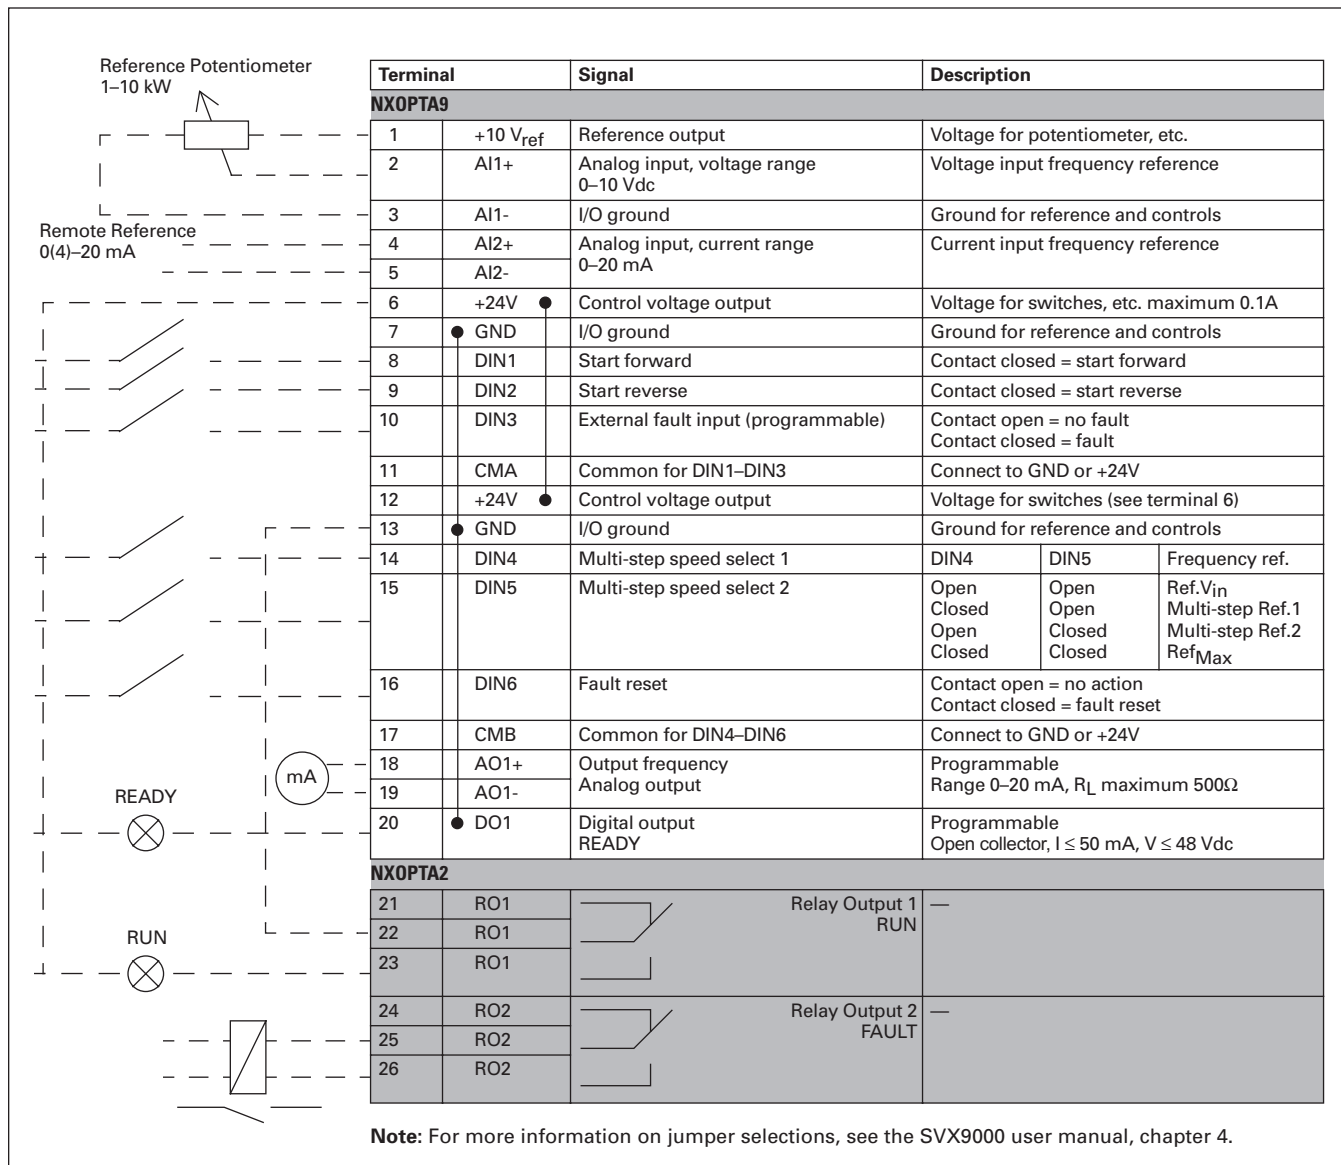 Reference Potentiometer
1–10 kW
Terminal Signal Description
NXOPTA9
1 +10 Vref Reference output Voltage for potentiometer, etc.
2 AI1+ Analog input, voltage range Voltage input frequency reference
0–10 Vdc
3 AI1- I/O ground Ground for reference and controls
Remote Reference
0(4)–20 mA
4 AI2+ Analog input, current range Current input frequency reference
0–20 mA
5 AI2-
6 +24V Control voltage output Voltage for switches, etc. maximum 0.1A
7 GND I/O ground Ground for reference and controls
8 DIN1 Start forward Contact closed = start forward
9 DIN2 Start reverse Contact closed = start reverse
10 DIN3 External fault input (programmable) Contact open = no fault
Contact closed = fault
11 CMA Common for DIN1–DIN3 Connect to GND or +24V
12 +24V Control voltage output Voltage for switches (see terminal 6)
13 GND I/O ground Ground for reference and controls
14 DIN4 Multi-step speed select 1 DIN4 DIN5 Frequency ref.
15 DIN5 Multi-step speed select 2 Open Open Ref.Vin
Closed Open Multi-step Ref.1
Open Closed Multi-step Ref.2
Closed Closed RefMax
16 DIN6 Fault reset Contact open = no action
Contact closed = fault reset
17 CMB Common for DIN4–DIN6 Connect to GND or +24V
mA
18 AO1+ Output frequency Programmable
19 AO1- Analog output Range 0–20 mA, RL maximum 500Ω
READY
20 DO1 Digital output Programmable
READY Open collector, I ≤ 50 mA, V ≤ 48 Vdc
NXOPTA2
21 RO1 Relay Output 1 —
RUN
22 RO1
RUN
23 RO1
24 RO2 Relay Output 2 —
FAULT
25 RO2
26 RO2
Note: For more information on jumper selections, see the SVX9000 user manual, chapter 4.